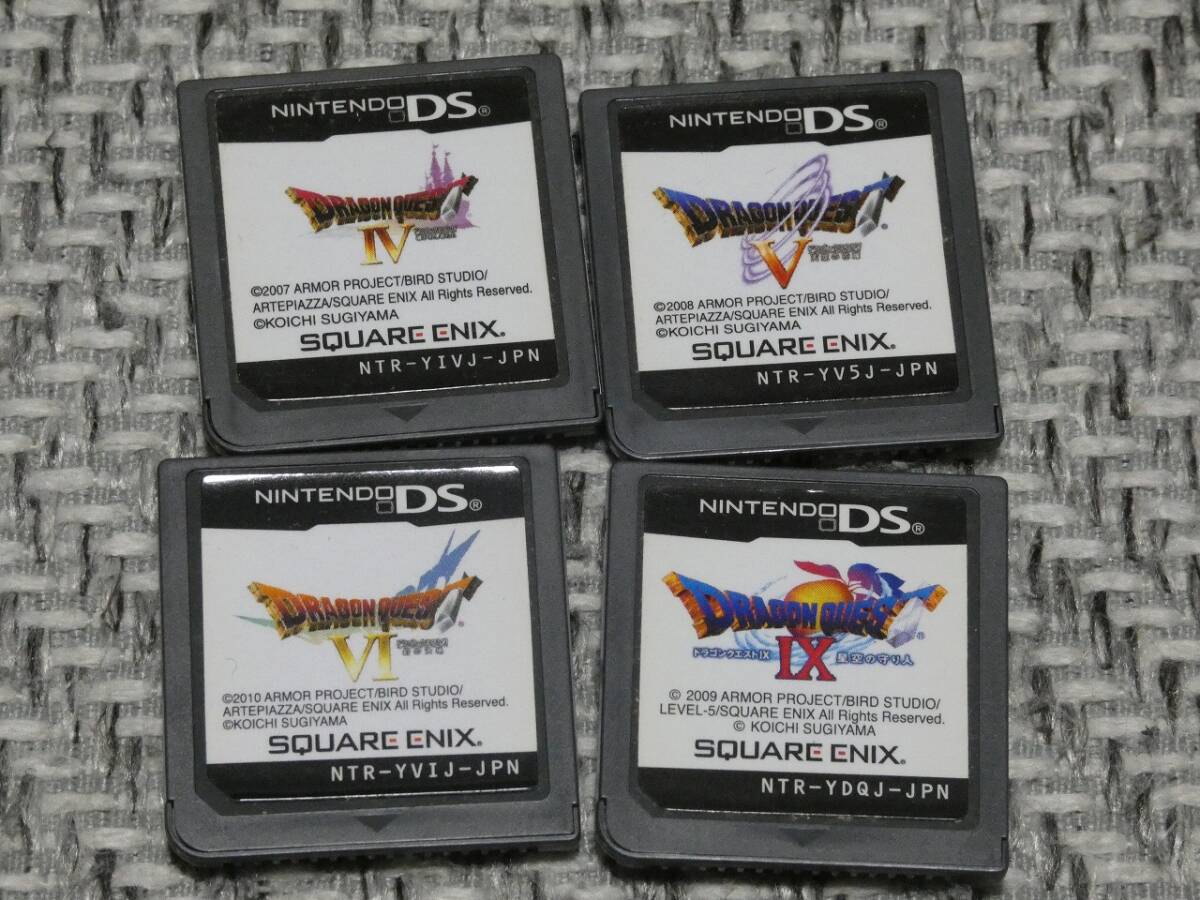 NINTENDO DS®
DRAGON QUEST
IV
©2007 ARMOR PROJECT/BIRD STUDIO/
ARTEPIAZZA/SQUARE ENIX All Rights Reserved.
©KOICHI SUGIYAMA
SQUARE ENIX®
NTR-YIVJ-JPN
NINTENDO DS®
DRAGON QUEST®
V
©2008 ARMOR PROJECT/BIRD STUDIO/
ARTEPIAZZA/SQUARE ENIX All Rights Reserved.
©KOICHI SUGIYAMA
SQUARE ENIX®
NTR-YV5J-JPN
NINTENDO DS®
DRAGON QUEST®
VI
©2010 ARMOR PROJECT/BIRD STUDIO/
ARTEPIAZZA/SQUARE ENIX All Rights Reserved.
©KOICHI SUGIYAMA
SQUARE ENIX®
NTR-YVIJ-JPN
NINTENDO DS®
DRAGON QUEST®
ドラゴンクエストIX IX 星空の守り人
© 2009 ARMOR PROJECT/BIRD STUDIO/
LEVEL-5/SQUARE ENIX All Rights Reserved.
© KOICHI SUGIYAMA
SQUARE ENIX®
NTR-YDQJ-JPN